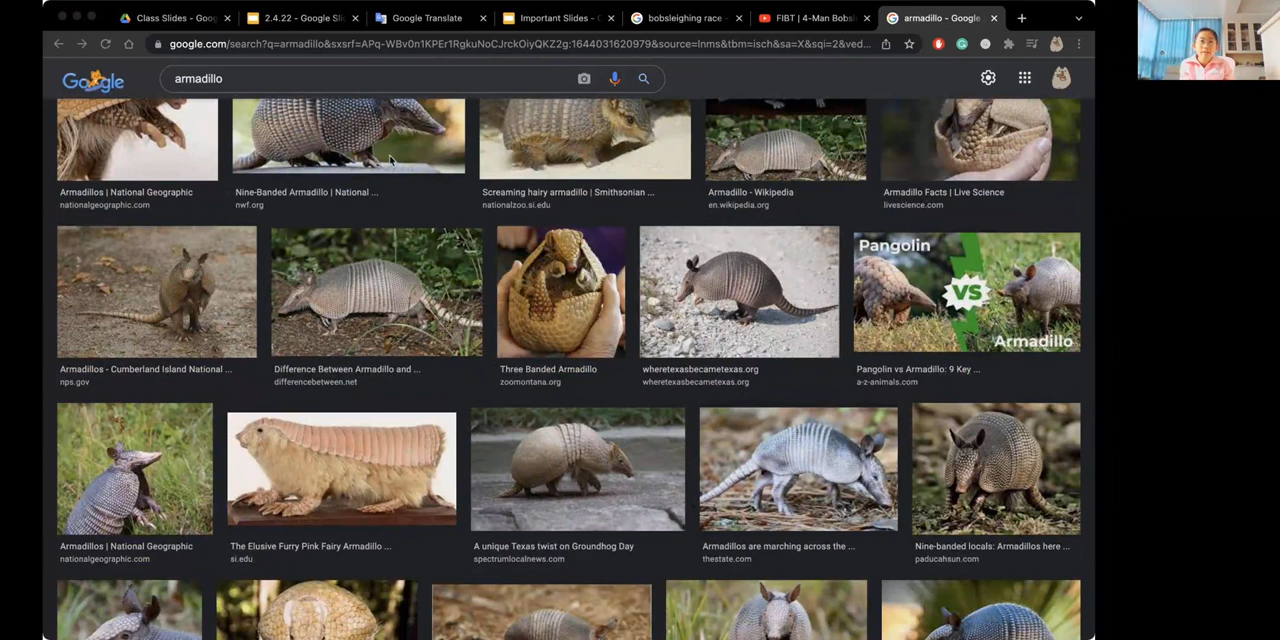 Class Slides - Goog
2.4.22 - Google Slid
Google Translate
Important Slides - G
bobsleighing race -
FIBT | 4-Man Bobsl
armadillo - Google
google.com/search?q=armadillo&sxsrf=APq-WBv0n1KPEr1RgkuNoCJrckOiyQKZ2g:1644031620979&source=lnms&tbm=isch&sa=X&sqi=2&ved...
Google
armadillo
Armadillos | National Geographic
nationalgeographic.com
Nine-Banded Armadillo | National ...
nwf.org
Screaming hairy armadillo | Smithsonian ...
nationalzoo.si.edu
Armadillo - Wikipedia
en.wikipedia.org
Armadillo Facts | Live Science
livescience.com
Pangolin
VS
Armadillo
Armadillos - Cumberland Island National ...
nps.gov
Difference Between Armadillo and ...
differencebetween.net
Three Banded Armadillo
zoomontana.org
wheretexasbecametexas.org
wheretexasbecametexas.org
Pangolin vs Armadillo: 9 Key ...
a-z-animals.com
Armadillos | National Geographic
nationalgeographic.com
The Elusive Furry Pink Fairy Armadillo ...
si.edu
A unique Texas twist on Groundhog Day
spectrumlocalnews.com
Armadillos are marching across the ...
thestate.com
Nine-banded locals: Armadillos here ...
paducahsun.com